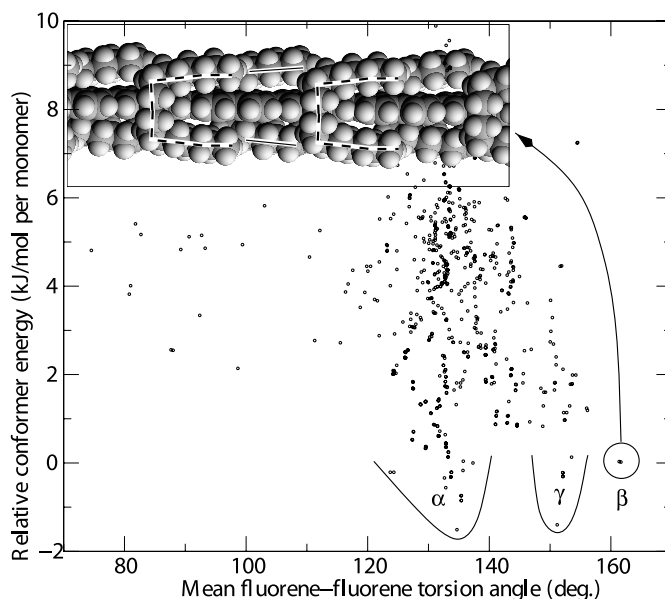 Relative conformer energy (kJ/mol per monomer)
10
8
6
4
2
0
−2
α
γ
β
80
100
120
140
160
Mean fluorene–fluorene torsion angle (deg.)